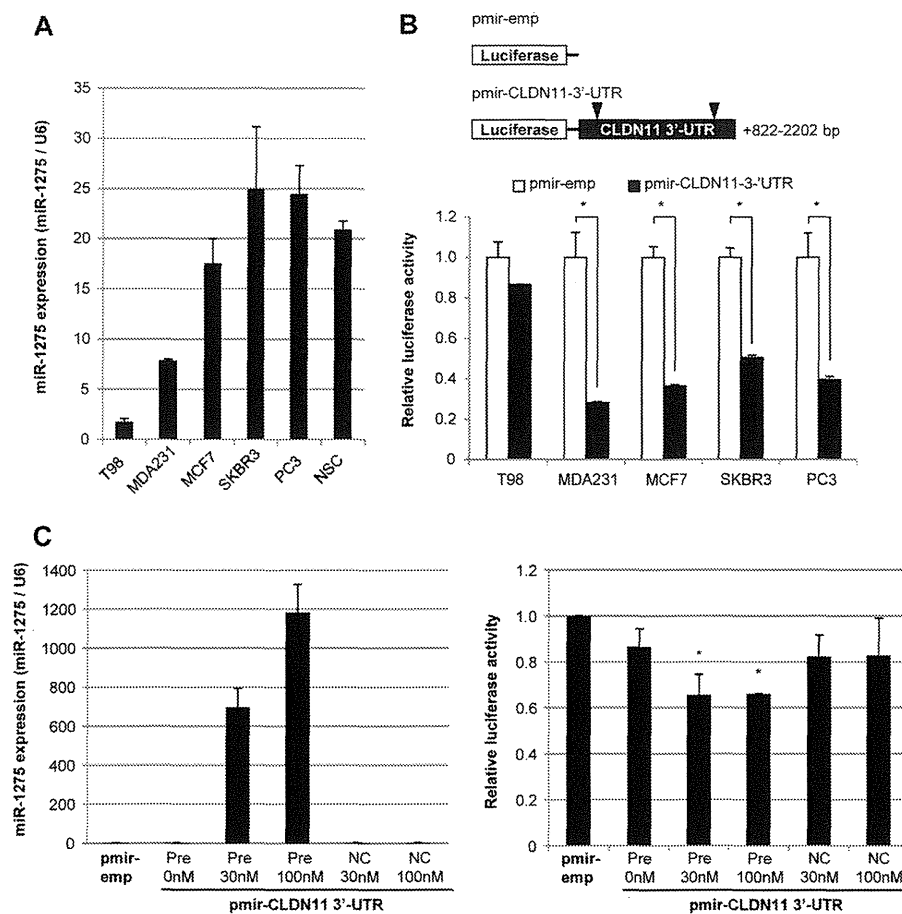 A
miR-1275 expression (miR-1275 / U6)
35
30
25
20
15
10
5
0
T98
MDA231
MCF7
SKBR3
PC3
NSC
B
pmir-emp
Luciferase
pmir-CLDN11-3'-UTR
Luciferase CLDN11 3'-UTR +822-2202 bp
pmir-emp pmir-CLDN11-3-'UTR
Relative luciferase activity
* * * *
1.2
1.0
0.8
0.6
0.4
0.2
0
T98 MDA231 MCF7 SKBR3 PC3
C
miR-1275 expression (miR-1275 / U6)
1400
1200
1000
800
600
400
200
0
pmir- Pre Pre Pre NC NC
emp 0nM 30nM 100nM 30nM 100nM
pmir-CLDN11 3'-UTR
Relative luciferase activity
1.2
1.0
0.8
0.6
0.4
0.2
0
* *
pmir- Pre Pre Pre NC NC
emp 0nM 30nM 100nM 30nM 100nM
pmir-CLDN11 3'-UTR